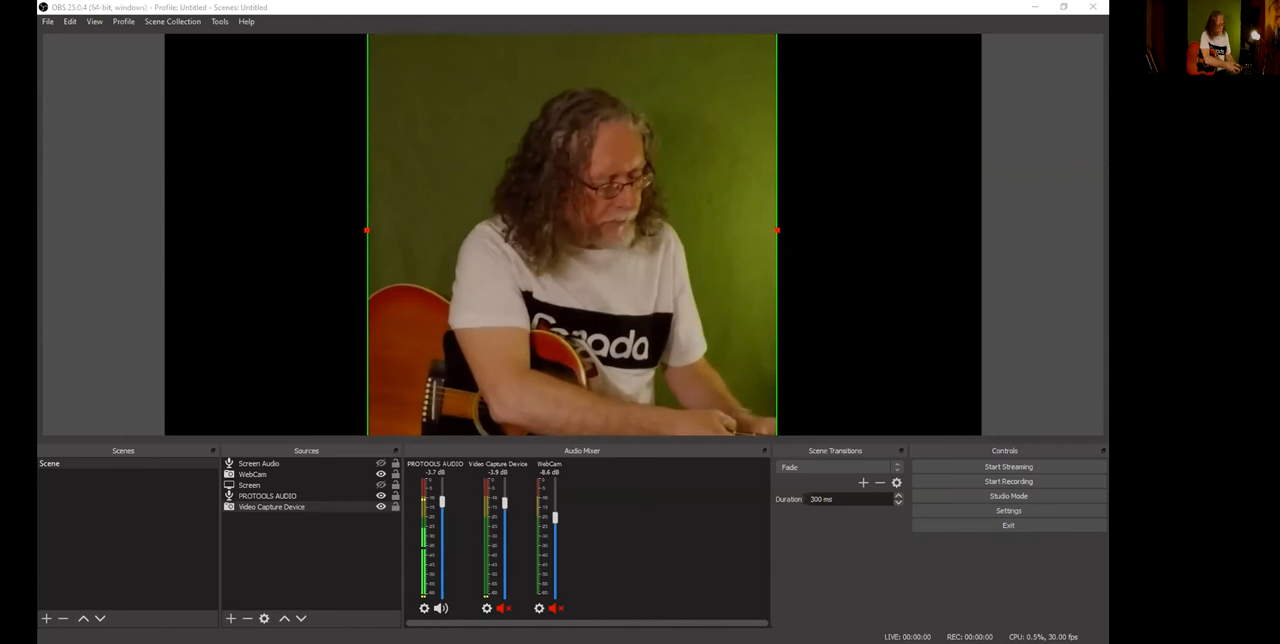 OBS 25.0.4 (64-bit, windows) - Profile: Untitled - Scenes: Untitled
File Edit View Profile Scene Collection Tools Help
Canada
Scenes
Scene
Sources
Screen Audio
WebCam
Screen
PROTOOLS AUDIO
Video Capture Device
Audio Mixer
PROTOOLS AUDIO
-3.7 dB
Video Capture Device
-3.9 dB
WebCam
-8.6 dB
Scene Transitions
Fade
Duration 300 ms
Controls
Start Streaming
Start Recording
Studio Mode
Settings
Exit
LIVE: 00:00:00 REC: 00:00:00 CPU: 0.5%, 30.00 fps